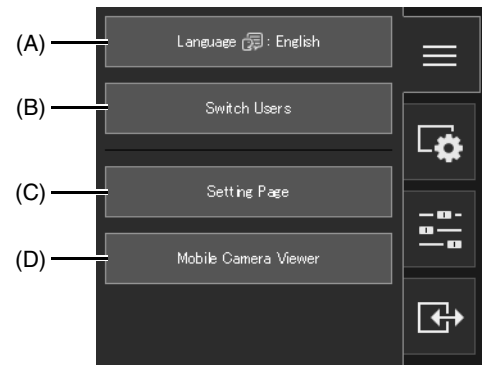 (A)
Language : English
(B)
Switch Users
(C)
Setting Page
(D)
Mobile Camera Viewer